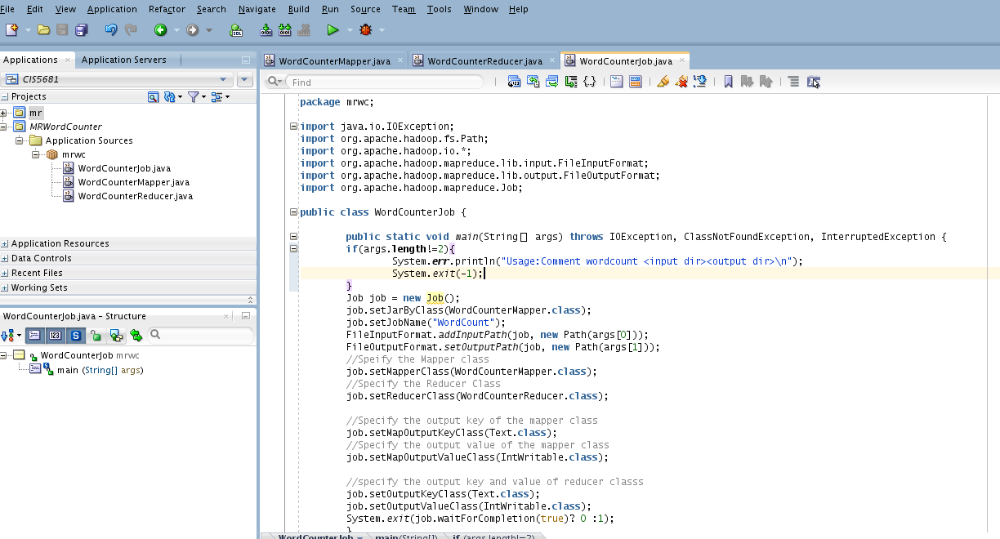 File Edit View Application Refactor Search Navigate Build Run Source Team Tools Window Help
Applications × Application Servers
CIS5681
Projects
mr
MRWordCounter
Application Sources
mrwc
WordCounterJob.java
WordCounterMapper.java
WordCounterReducer.java
Application Resources
Data Controls
Recent Files
Working Sets
WordCounterJob.java - Structure
WordCounterJob mrwc
main (String[] args)
WordCounterMapper.java × WordCounterReducer.java × WordCounterJob.java ×
Find
package mrwc;
import java.io.IOException;
import org.apache.hadoop.fs.Path;
import org.apache.hadoop.io.*;
import org.apache.hadoop.mapreduce.lib.input.FileInputFormat;
import org.apache.hadoop.mapreduce.lib.output.FileOutputFormat;
import org.apache.hadoop.mapreduce.Job;
public class WordCounterJob {
public static void main(String[] args) throws IOException, ClassNotFoundException, InterruptedException {
if(args.length!=2){
System.err.println("Usage:Comment wordcount <input dir><output dir>\n");
System.exit(-1);
}
Job job = new Job();
job.setJarByClass(WordCounterMapper.class);
job.setJobName("WordCount");
FileInputFormat.addInputPath(job, new Path(args[0]));
FileOutputFormat.setOutputPath(job, new Path(args[1]));
//Speify the Mapper class
job.setMapperClass(WordCounterMapper.class);
//Specify the Reducer Class
job.setReducerClass(WordCounterReducer.class);
//Specify the output key of the mapper class
job.setMapOutputKeyClass(Text.class);
//Specify the output value of the mapper class
job.setMapOutputValueClass(IntWritable.class);
//specify the output key and value of reducer classs
job.setOutputKeyClass(Text.class);
job.setOutputValueClass(IntWritable.class);
System.exit(job.waitForCompletion(true)? 0 :1);
}
WordCounterJob main(String[]) if (args.length!=2)